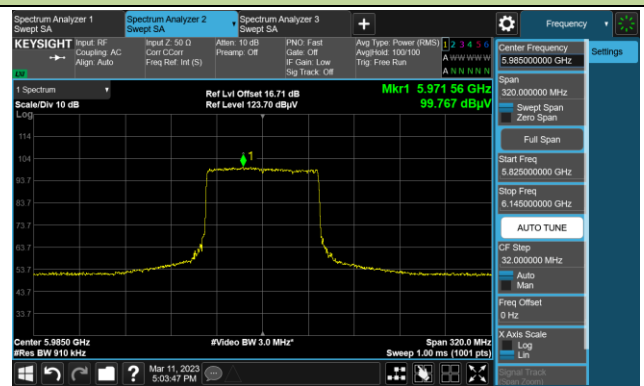 Spectrum Analyzer 1
Swept SA
Spectrum Analyzer 2
Swept SA
Spectrum Analyzer 3
Swept SA
+
Frequency
KEYSIGHT
Input: RF
Coupling: AC
Align: Auto
Input Z: 50 Ω
Corr CCorr
Freq Ref: Int (S)
Atten: 10 dB
Preamp: Off
PNO: Fast
Gate: Off
IF Gain: Low
Sig Track: Off
Avg Type: Power (RMS)
Avg|Hold: 100/100
Trig: Free Run
1 2 3 4 5 6
A W W W W W
A N N N N N
Settings
1 Spectrum
Scale/Div 10 dB
Log
Ref Lvl Offset 16.71 dB
Ref Level 123.70 dBµV
Mkr1 5.971 56 GHz
99.767 dBµV
114
104
93.7
83.7
73.7
63.7
53.7
43.7
33.7
1
Center 5.9850 GHz
#Res BW 910 kHz
#Video BW 3.0 MHz*
Span 320.0 MHz
Sweep 1.00 ms (1001 pts)
Center Frequency
5.985000000 GHz
Span
320.000000 MHz
Swept Span
Zero Span
Full Span
Start Freq
5.825000000 GHz
Stop Freq
6.145000000 GHz
AUTO TUNE
CF Step
32.000000 MHz
Auto
Man
Freq Offset
0 Hz
X Axis Scale
Log
Lin
Signal Track
(Span Zoom)
Mar 11, 2023
5:03:47 PM